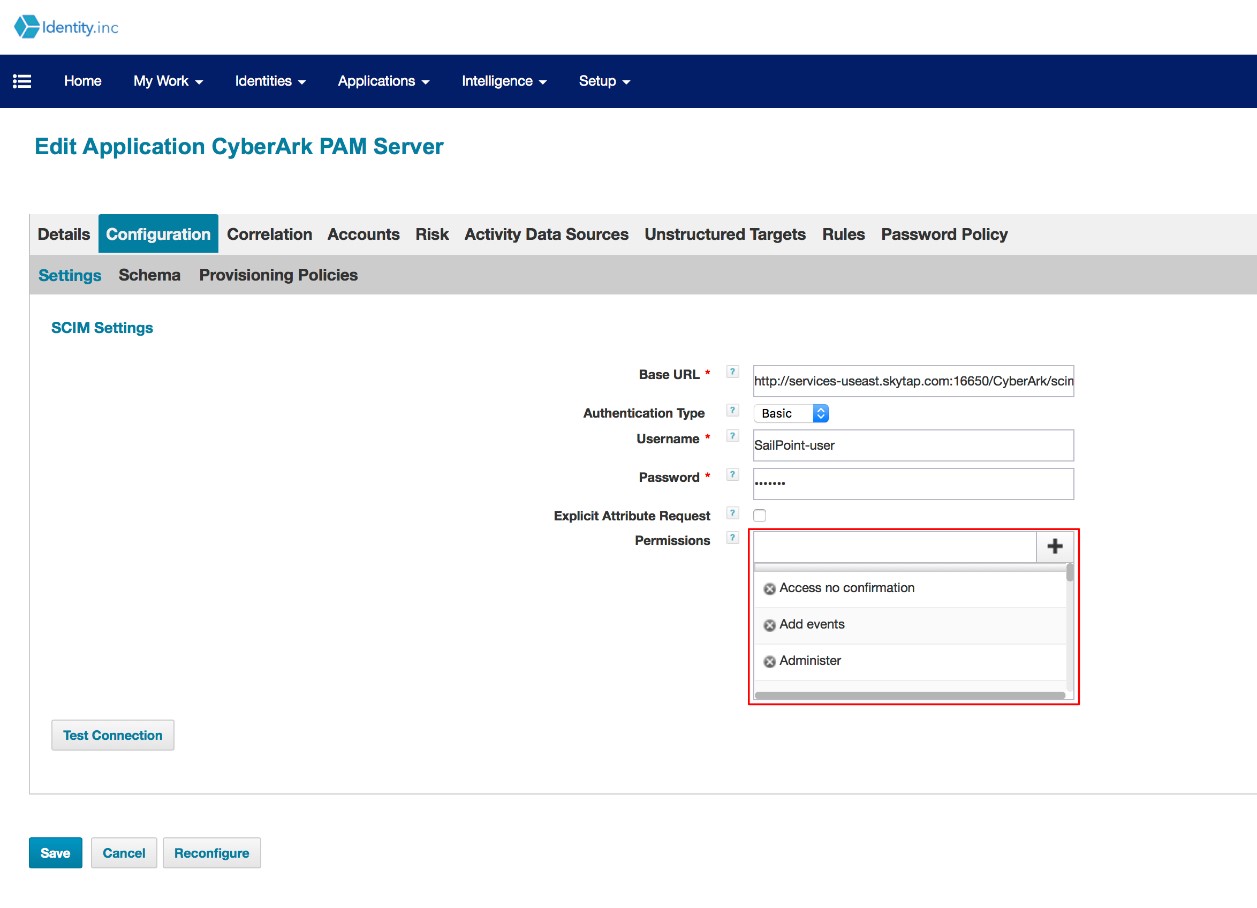 Identity.inc
Home My Work Identities Applications Intelligence Setup
Edit Application CyberArk PAM Server
Details Configuration Correlation Accounts Risk Activity Data Sources Unstructured Targets Rules Password Policy
Settings Schema Provisioning Policies
SCIM Settings
Base URL * ? http://services-useast.skytap.com:16650/CyberArk/scim
Authentication Type ? Basic
Username * ? SailPoint-user
Password * ? •••••••
Explicit Attribute Request ?
Permissions ?
Access no confirmation
Add events
Administer
Test Connection
Save Cancel Reconfigure